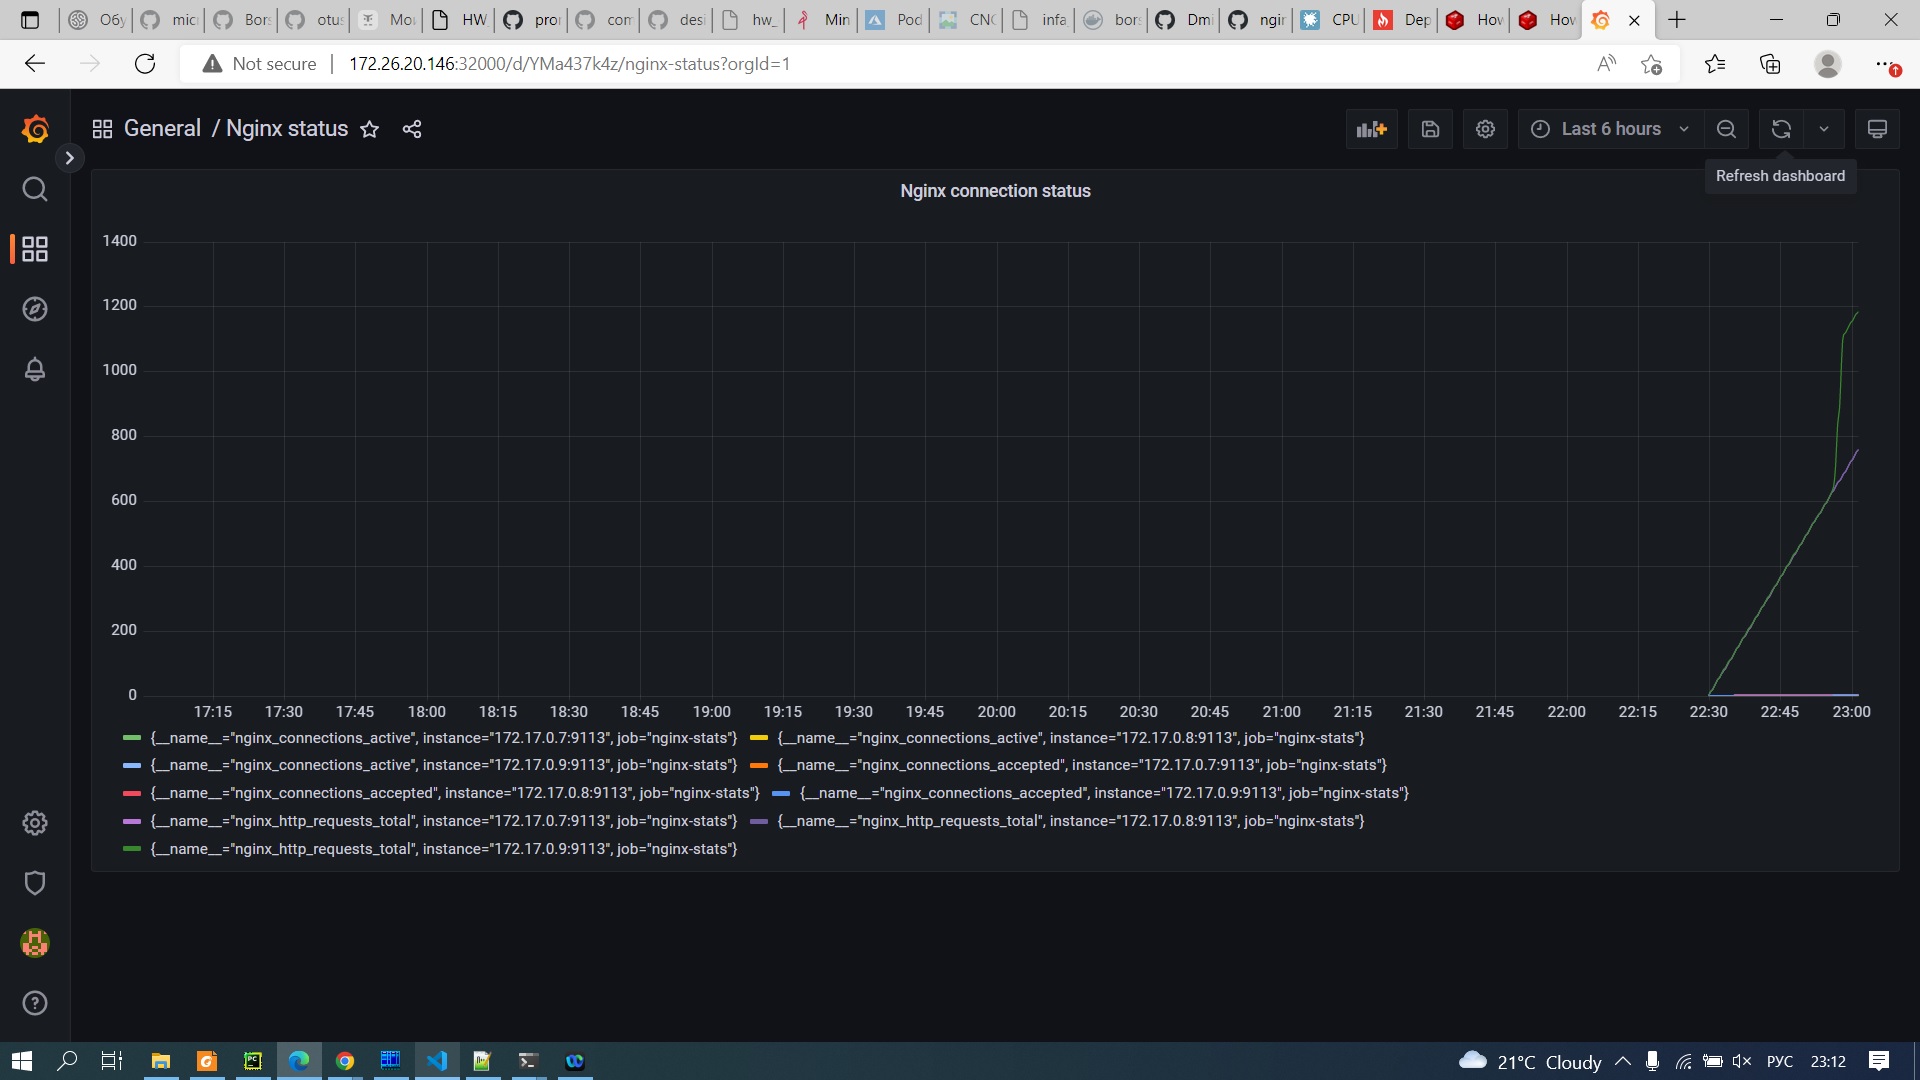 Об
mic
Bor
otus
Mo
HW
pro
com
desi
hw_
Min
Pod
CNC
infa
bors
Dmi
ngir
CPU
Dep
How
How
Not secure
172.26.20.146:32000/d/YMa437k4z/nginx-status?orgId=1
General / Nginx status
Last 6 hours
Refresh dashboard
Nginx connection status
1400
1200
1000
800
600
400
200
0
17:15 17:30 17:45 18:00 18:15 18:30 18:45 19:00 19:15 19:30 19:45 20:00 20:15 20:30 20:45 21:00 21:15 21:30 21:45 22:00 22:15 22:30 22:45 23:00
{__name__="nginx_connections_active", instance="172.17.0.7:9113", job="nginx-stats"} {__name__="nginx_connections_active", instance="172.17.0.8:9113", job="nginx-stats"}
{__name__="nginx_connections_active", instance="172.17.0.9:9113", job="nginx-stats"} {__name__="nginx_connections_accepted", instance="172.17.0.7:9113", job="nginx-stats"}
{__name__="nginx_connections_accepted", instance="172.17.0.8:9113", job="nginx-stats"} {__name__="nginx_connections_accepted", instance="172.17.0.9:9113", job="nginx-stats"}
{__name__="nginx_http_requests_total", instance="172.17.0.7:9113", job="nginx-stats"} {__name__="nginx_http_requests_total", instance="172.17.0.8:9113", job="nginx-stats"}
{__name__="nginx_http_requests_total", instance="172.17.0.9:9113", job="nginx-stats"}
21°C Cloudy
РУС
23:12